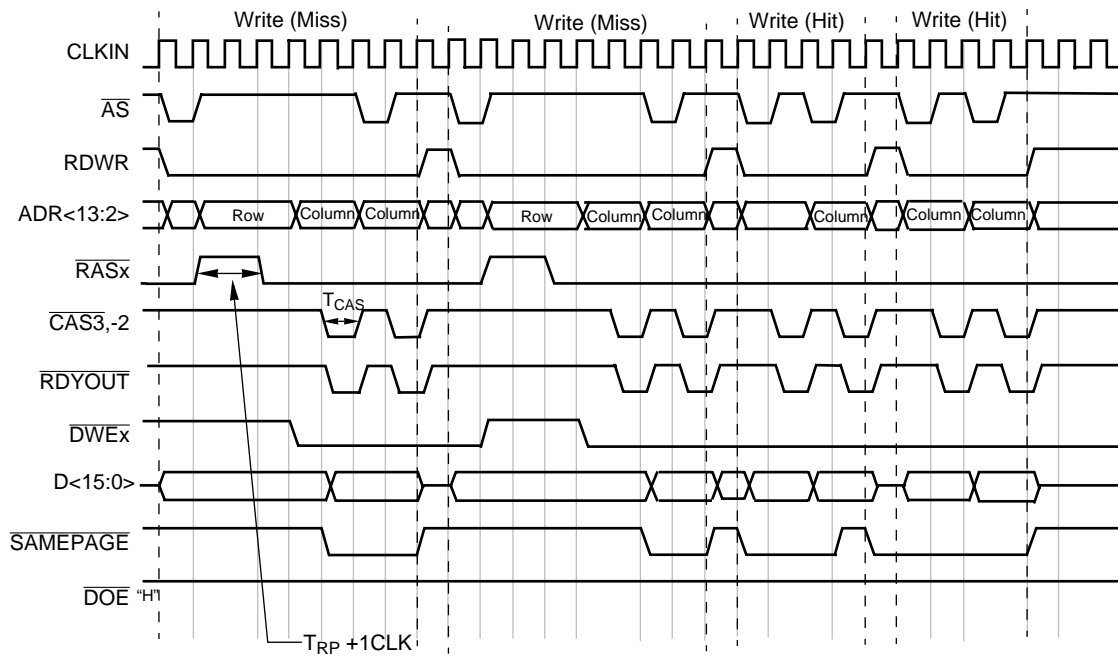 Write (Miss) Write (Miss) Write (Hit) Write (Hit)
CLKIN
AS
RDWR
ADR<13:2> Row Column Column Row Column Column Column Column Column
RASx
TCAS
CAS3,-2
RDYOUT
DWEx
D<15:0>
SAMEPAGE
DOE "H"
TRP +1CLK